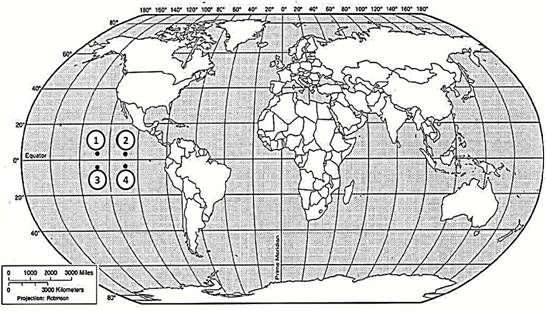 180° 160° 140° 120° 100° 80° 60° 40° 20° 0° 20° 40° 60° 80° 100° 120° 140° 160° 180°
80°
60°
40°
20°
1 2
Equator
0°
3 4
20°
40°
Prime Meridian
0 1000 2000 3000 Miles
0 3000 Kilometers
Projection: Robinson
80°